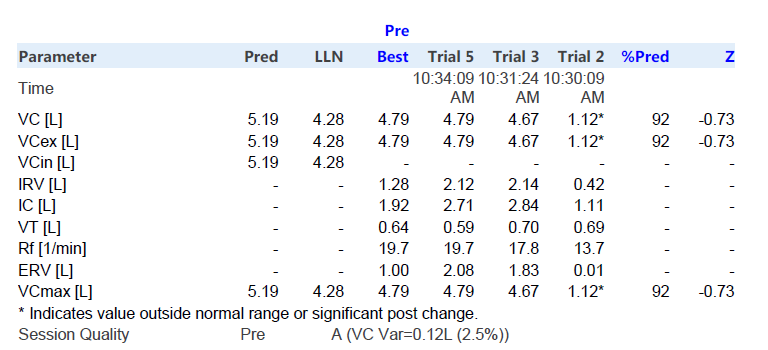 Pre
Parameter Pred LLN Best Trial 5 Trial 3 Trial 2 %Pred Z
Time 10:34:09 AM 10:31:24 AM 10:30:09 AM
VC [L] 5.19 4.28 4.79 4.79 4.67 1.12* 92 -0.73
VCex [L] 5.19 4.28 4.79 4.79 4.67 1.12* 92 -0.73
VCin [L] 5.19 4.28 - - - - - -
IRV [L] - - 1.28 2.12 2.14 0.42 - -
IC [L] - - 1.92 2.71 2.84 1.11 - -
VT [L] - - 0.64 0.59 0.70 0.69 - -
Rf [1/min] - - 19.7 19.7 17.8 13.7 - -
ERV [L] - - 1.00 2.08 1.83 0.01 - -
VCmax [L] 5.19 4.28 4.79 4.79 4.67 1.12* 92 -0.73
* Indicates value outside normal range or significant post change.
Session Quality Pre A (VC Var=0.12L (2.5%))